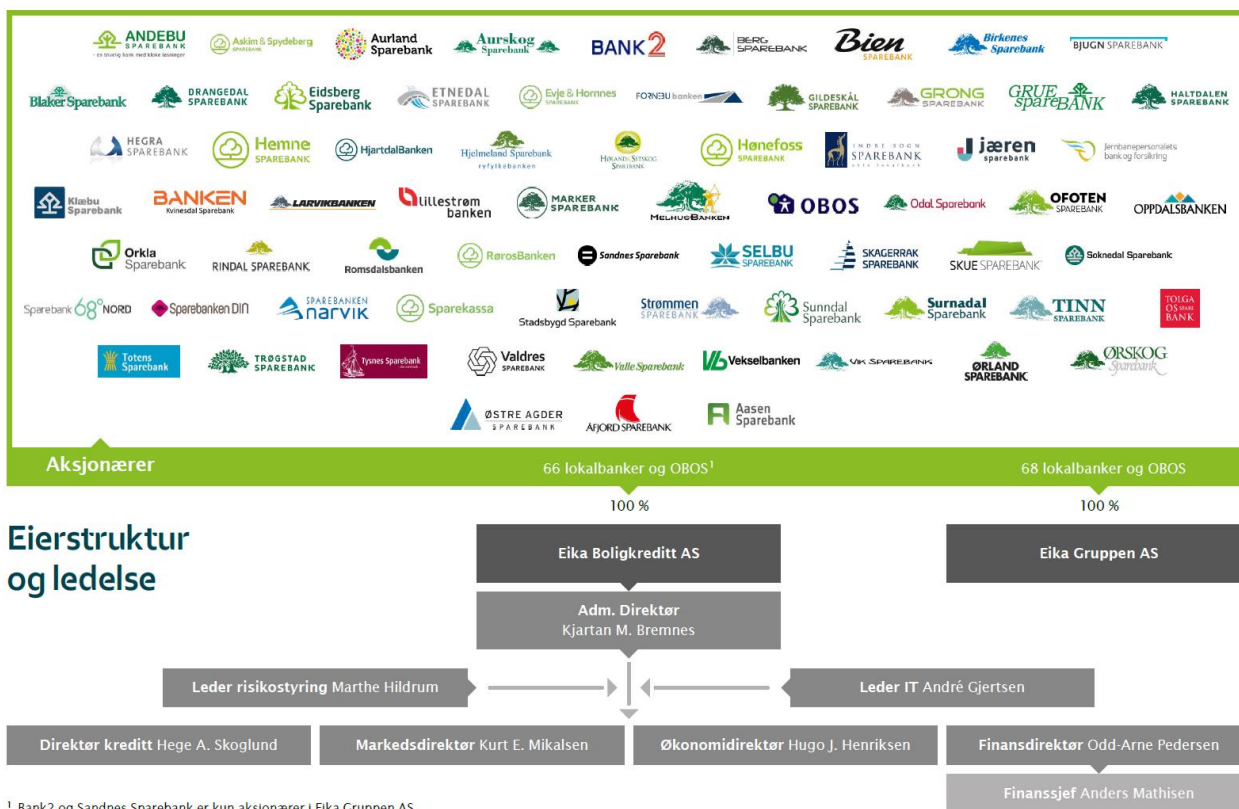 ANDEBU
SPAREBANK
Askim & Spydeberg
SPAREBANK
Aurland
Sparebank
Aurskog
Sparebank
BANK2
BERG
SPAREBANK
Bien
SPAREBANK
Birkenes
Sparebank
BJUGN SPAREBANK
Blaker Sparebank
DRANGEDAL
SPAREBANK
Eidsberg
Sparebank
ETNEDAL
SPAREBANK
Evje & Hornnes
SPAREBANK
FORNEBU banken
GILDESKÅL
SPAREBANK
GRONG
SPAREBANK
GRUE
spareBANK
HALTDALEN
SPAREBANK
HEGRA
SPAREBANK
Hemne
SPAREBANK
HjartdalBanken
Hjelmeland Sparebank
ryfylkebanken
HØLAND & SETSKOG
SPAREBANK
Hønefoss
SPAREBANK
INDRE SOGN
SPAREBANK
jæren
sparebank
Jernbanepersonalets
bank og forsikring
Klæbu
Sparebank
BANKEN
Kvinesdal Sparebank
LARVIKBANKEN
lillestrøm
banken
MARKER
SPAREBANK
MELHUSBANKEN
OBOS
Odal Sparebank
OFOTEN
SPAREBANK
OPPDALSBANKEN
Orkla
Sparebank
RINDAL SPAREBANK
Romsdalsbanken
RørosBanken
Sandnes Sparebank
SELBU
SPAREBANK
SKAGERRAK
SPAREBANK
SKUE SPAREBANK
Soknedal Sparebank
Sparebank 68° NORD
Sparebanken DIN
SPAREBANKEN
narvik
Sparekassa
Stadsbygd Sparebank
Strømmen
SPAREBANK
Sunndal
Sparebank
Surnadal
Sparebank
TINN
SPAREBANK
TOLGA
OS SPARE
BANK
Totens
Sparebank
TRØGSTAD
SPAREBANK
Tysnes Sparebank
Valdres
SPAREBANK
Valle Sparebank
Vekselbanken
VIK SPAREBANK
ØRLAND
SPAREBANK
ØRSKOG
Sparebank
ØSTRE AGDER
SPAREBANK
ÅFJORD SPAREBANK
Aasen
Sparebank
Aksjonærer
66 lokalbanker og OBOS¹
68 lokalbanker og OBOS
100 %
100 %
Eierstruktur
og ledelse
Eika Boligkreditt AS
Eika Gruppen AS
Adm. Direktør
Kjartan M. Bremnes
Leder risikostyring Marthe Hildrum
Leder IT André Gjertsen
Direktør kreditt Hege A. Skoglund
Markedsdirektør Kurt E. Mikalsen
Økonomidirektør Hugo J. Henriksen
Finansdirektør Odd-Arne Pedersen
Finanssjef Anders Mathisen
¹ Bank2 og Sandnes Sparebank er kun aksjonærer i Eika Gruppen AS